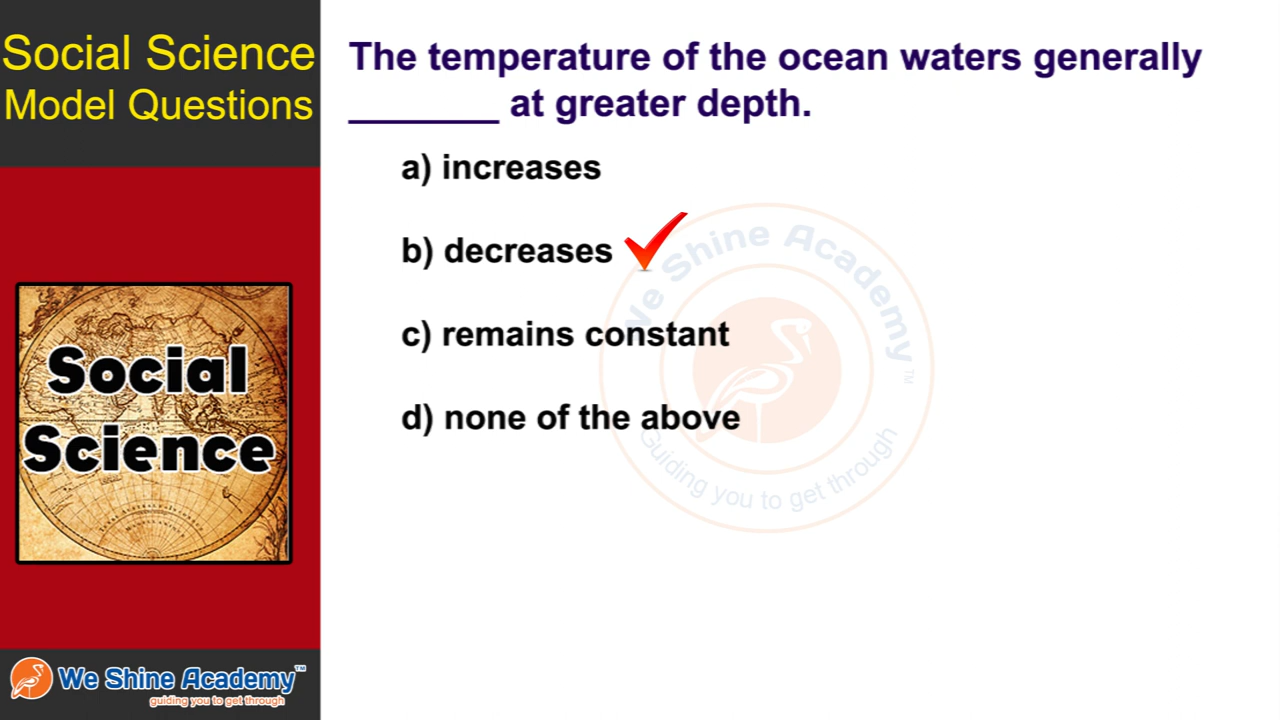 Social Science
Model Questions
The temperature of the ocean waters generally
________ at greater depth.
a) increases
b) decreases
c) remains constant
d) none of the above
We Shine Academy ™
Guiding you to get through
Social
Science
We Shine Academy™
guiding you to get through